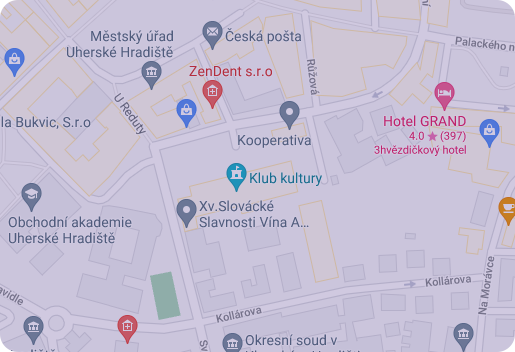 Městský úřad
Uherské Hradiště
Česká pošta
Palackého n
ZenDent s.r.o
Růžová
U Reduty
la Bukvic, S.r.o
Hotel GRAND
4.0 ★ (397)
3hvězdičkový hotel
Kooperativa
Klub kultury
Xv.Slovácké
Slavnosti Vína A...
Obchodní akademie
Uherské Hradiště
Na Morávce
Kollárova
Kollárova
avidle
Okresní soud v